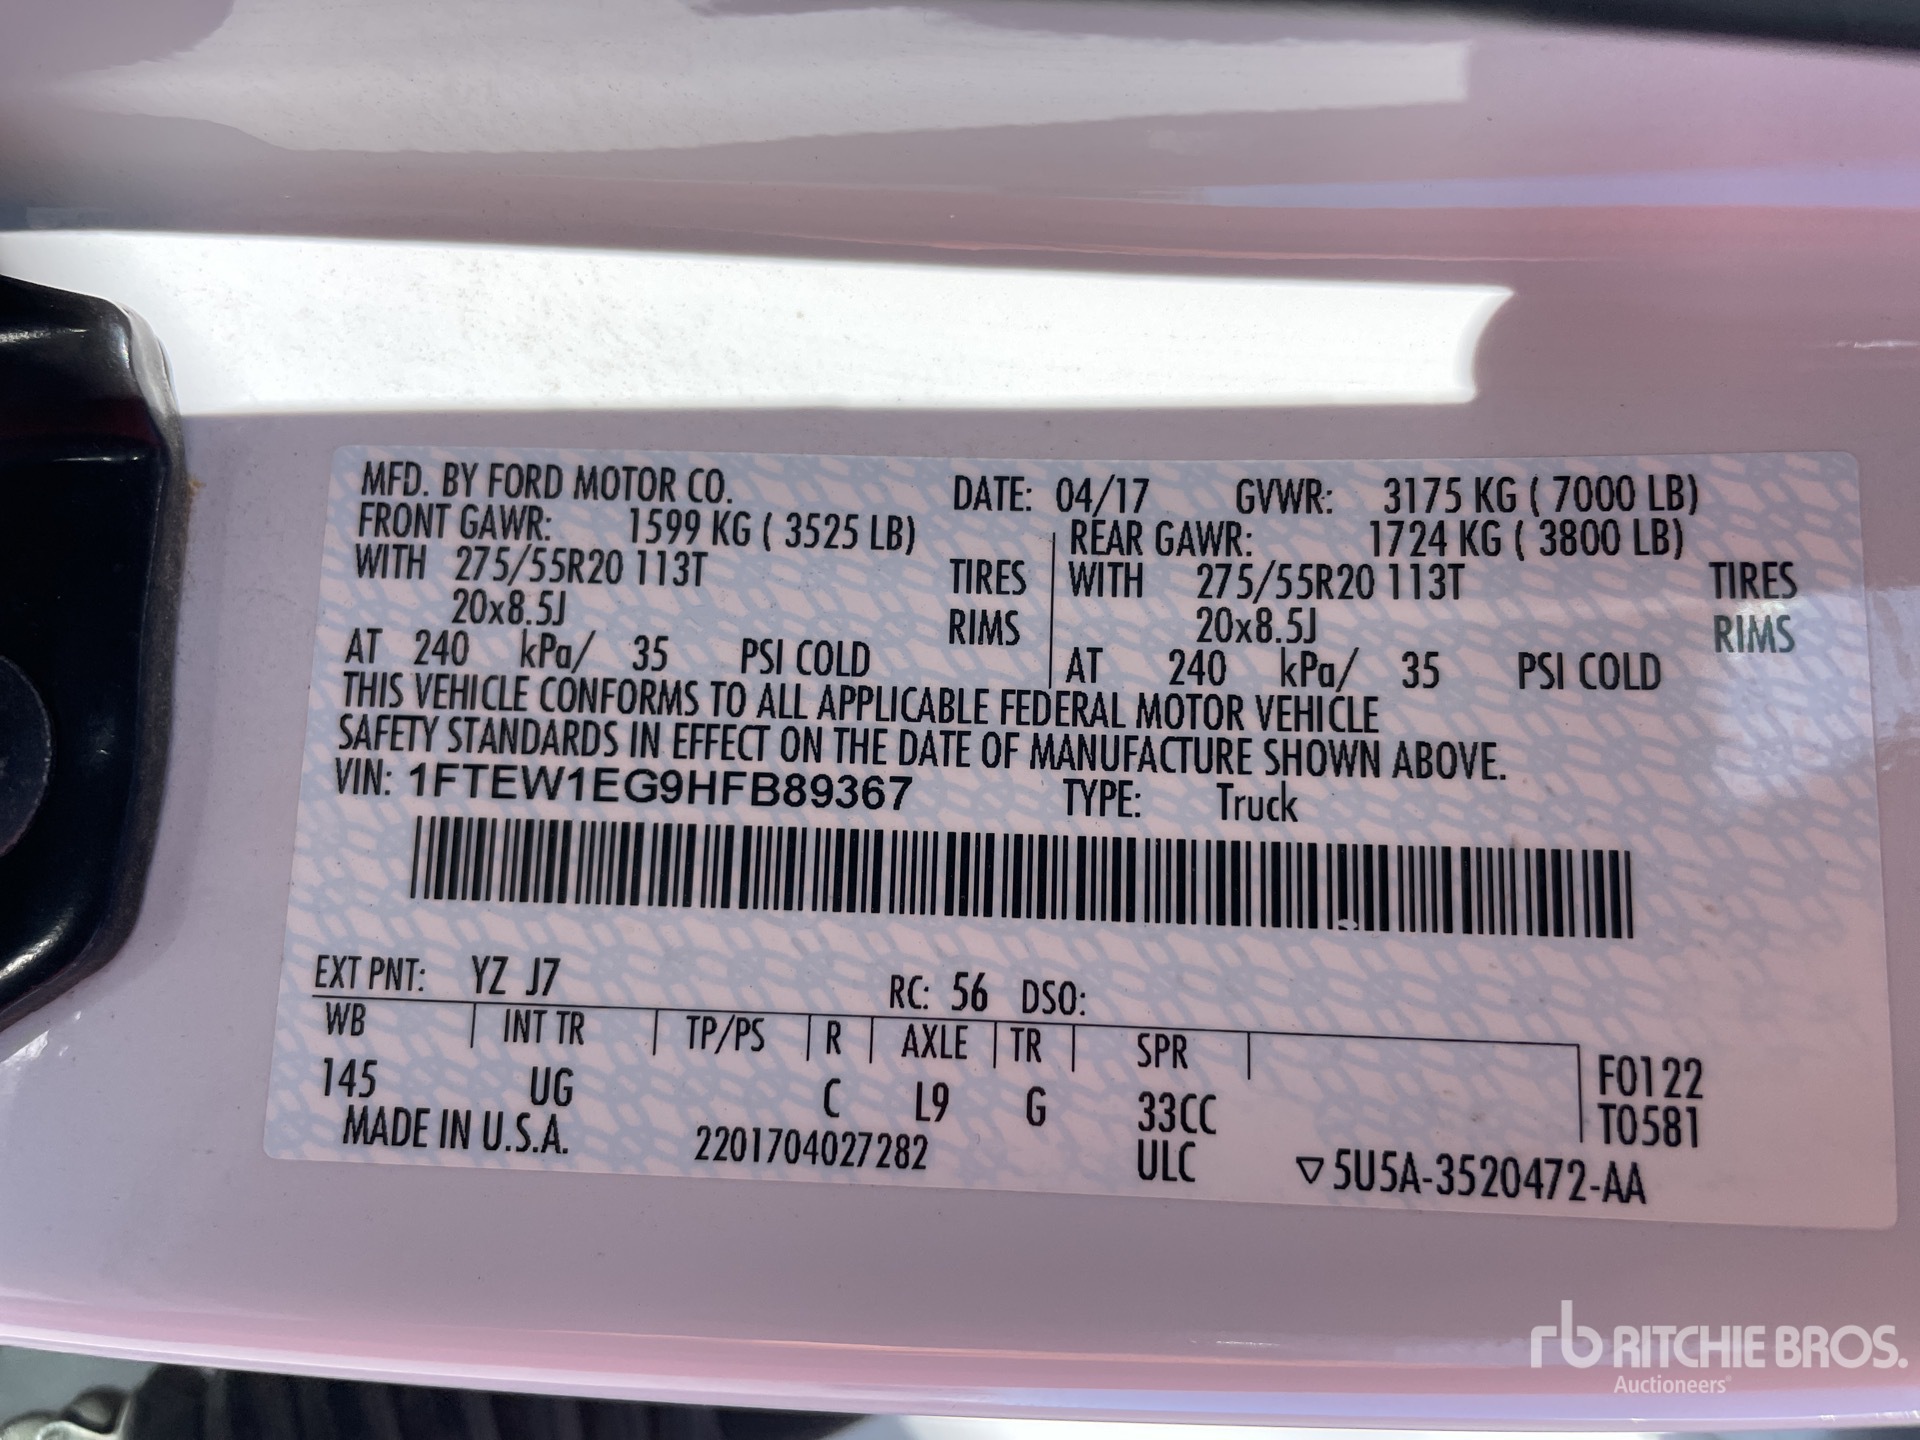 MFD. BY FORD MOTOR CO. DATE: 04/17 GVWR: 3175 KG ( 7000 LB)
FRONT GAWR: 1599 KG ( 3525 LB) REAR GAWR: 1724 KG ( 3800 LB)
WITH 275/55R20 113T TIRES WITH 275/55R20 113T TIRES
20x8.5J RIMS 20x8.5J RIMS
AT 240 kPa/ 35 PSI COLD AT 240 kPa/ 35 PSI COLD
THIS VEHICLE CONFORMS TO ALL APPLICABLE FEDERAL MOTOR VEHICLE
SAFETY STANDARDS IN EFFECT ON THE DATE OF MANUFACTURE SHOWN ABOVE.
VIN: 1FTEW1EG9HFB89367 TYPE: Truck
EXT PNT: YZ J7 RC: 56 DSO:
WB INT TR TP/PS R AXLE TR SPR
145 UG C L9 G 33CC F0122
MADE IN U.S.A. 2201704027282 ULC T0581
▽5U5A-3520472-AA
rb RITCHIE BROS.
Auctioneers